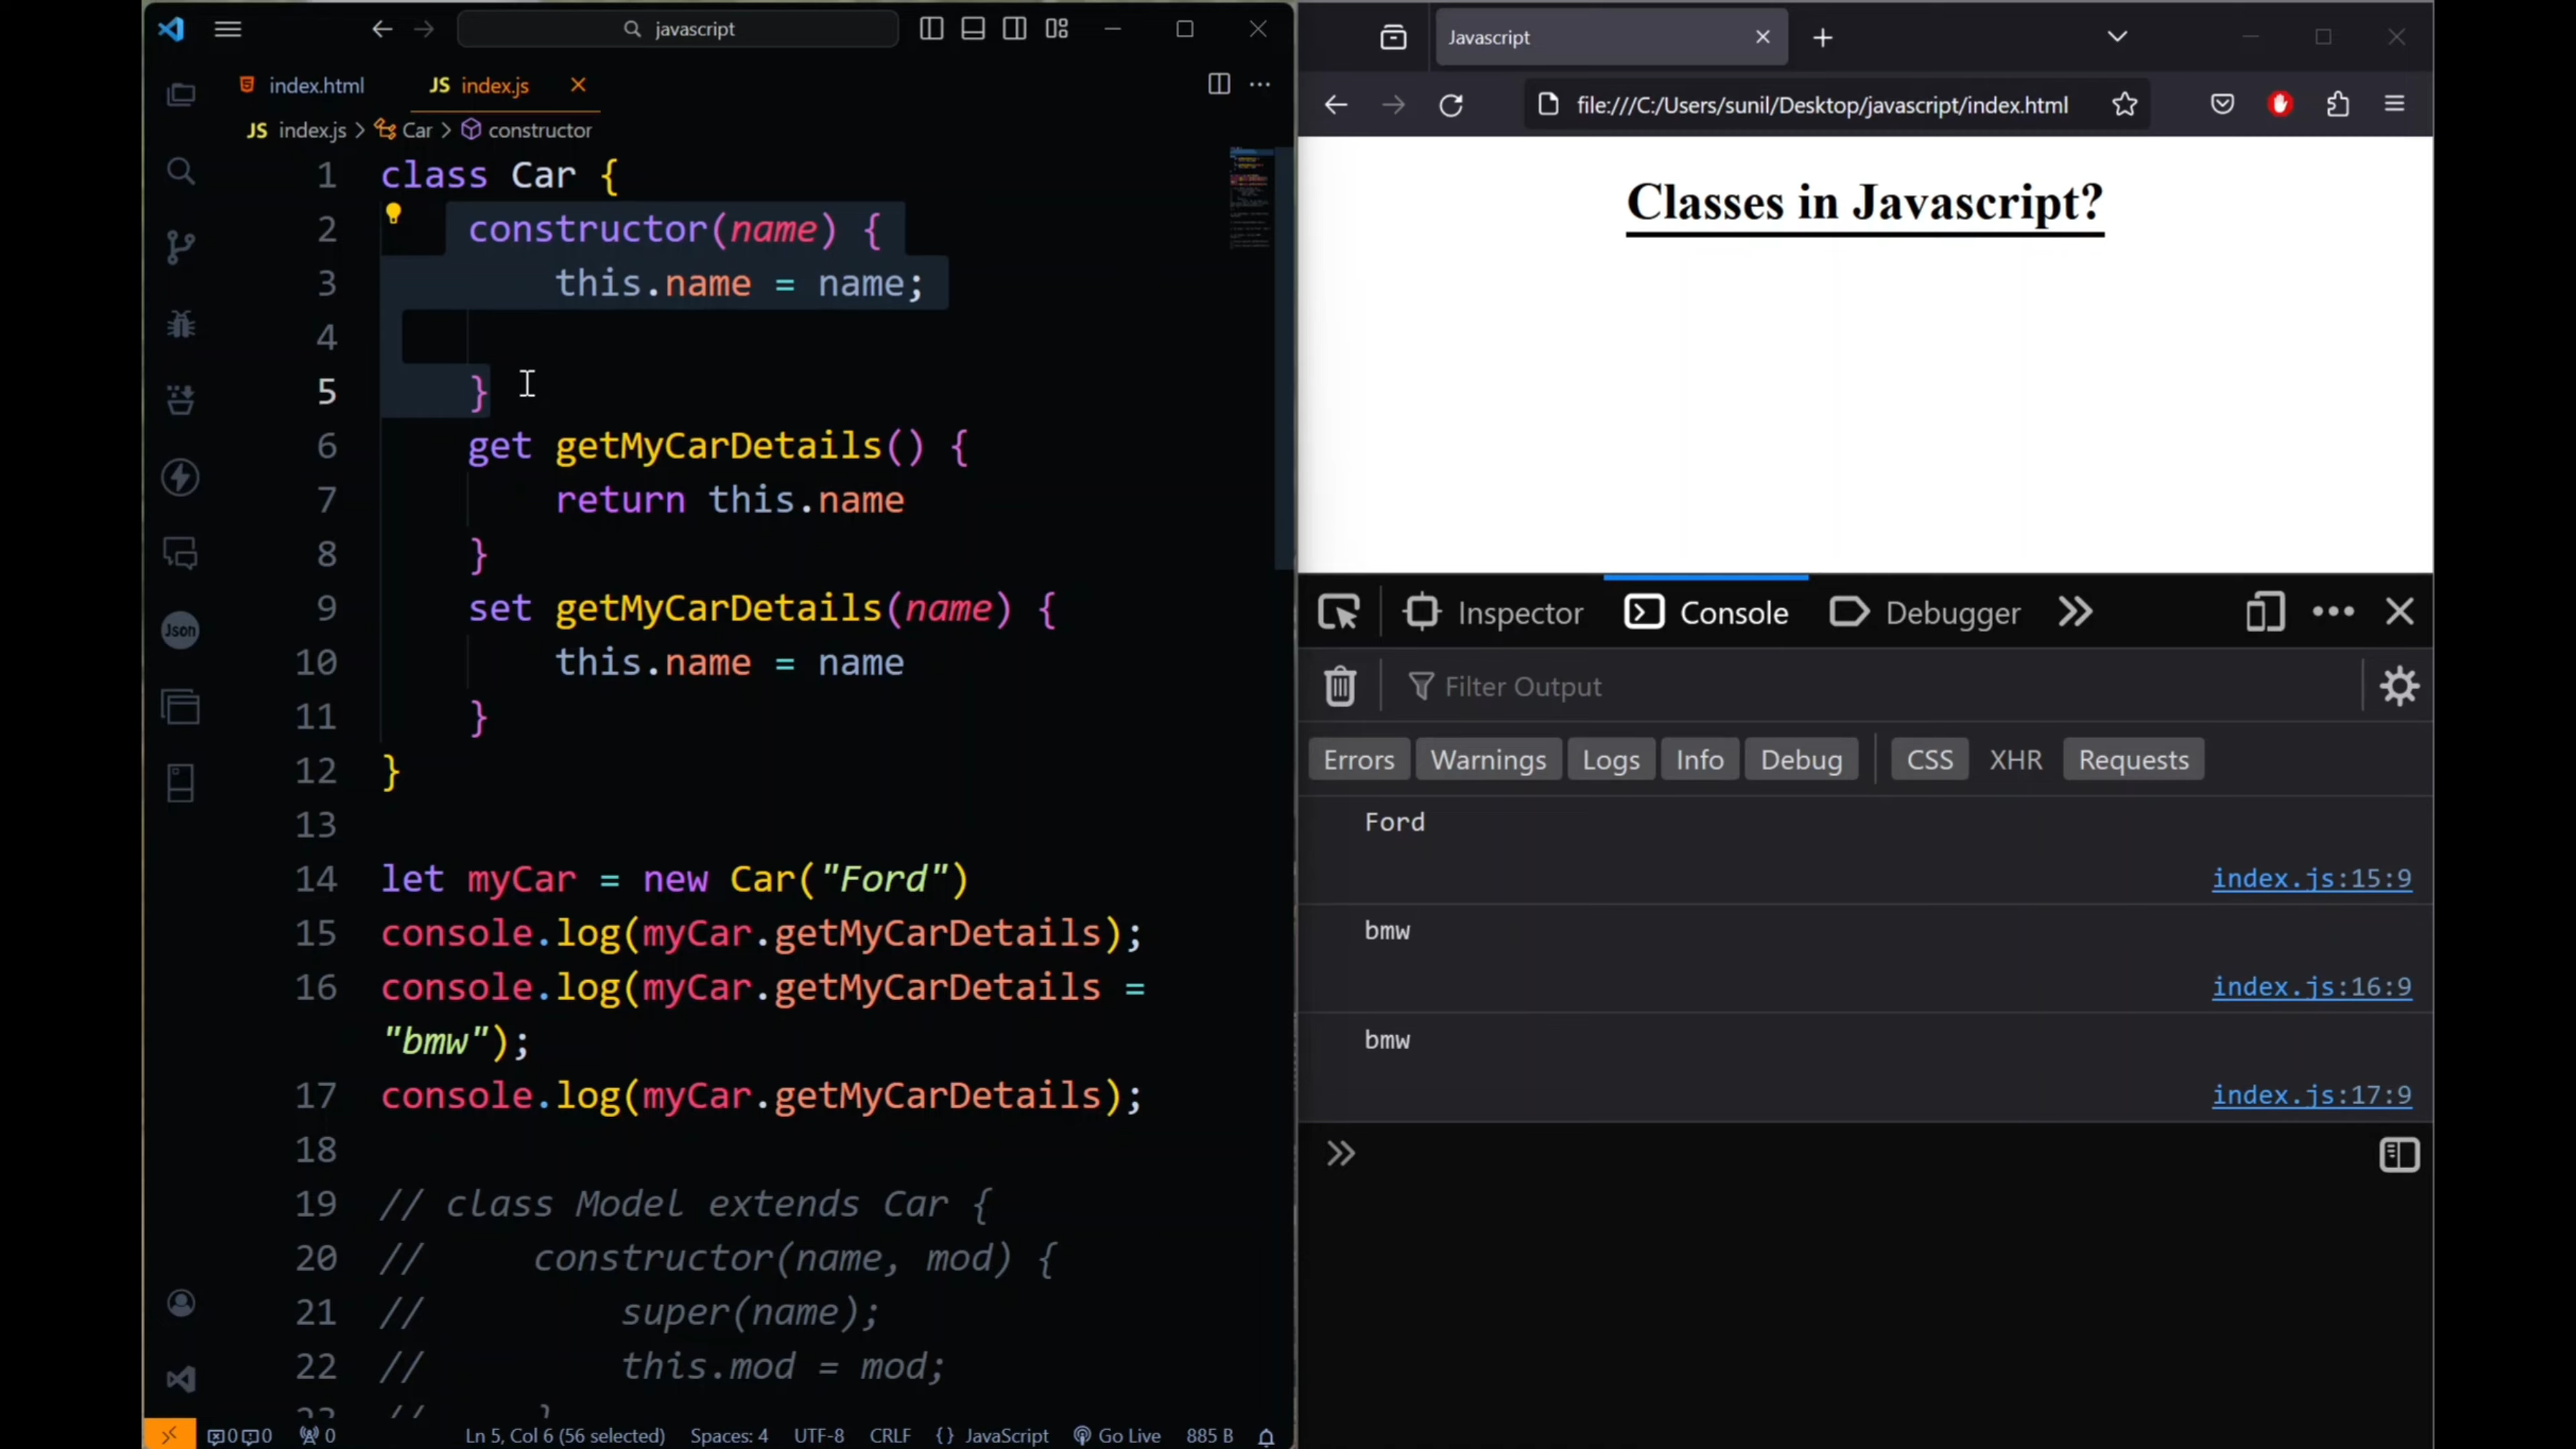 javascript
index.html
JS index.js
JS index.js > Car > constructor
1 class Car {
2 constructor(name) {
3 this.name = name;
4
5 }
6 get getMyCarDetails() {
7 return this.name
8 }
9 set getMyCarDetails(name) {
10 this.name = name
11 }
12 }
13
14 let myCar = new Car("Ford")
15 console.log(myCar.getMyCarDetails);
16 console.log(myCar.getMyCarDetails =
"bmw");
17 console.log(myCar.getMyCarDetails);
18
19 // class Model extends Car {
20 // constructor(name, mod) {
21 // super(name);
22 // this.mod = mod;
23 // }
Json
0 0 0 Ln 5, Col 6 (56 selected) Spaces: 4 UTF-8 CRLF {} JavaScript Go Live 885 B
Javascript
file:///C:/Users/sunil/Desktop/javascript/index.html
Classes in Javascript?
Inspector Console Debugger
Filter Output
Errors Warnings Logs Info Debug CSS XHR Requests
Ford
index.js:15:9
bmw
index.js:16:9
bmw
index.js:17:9